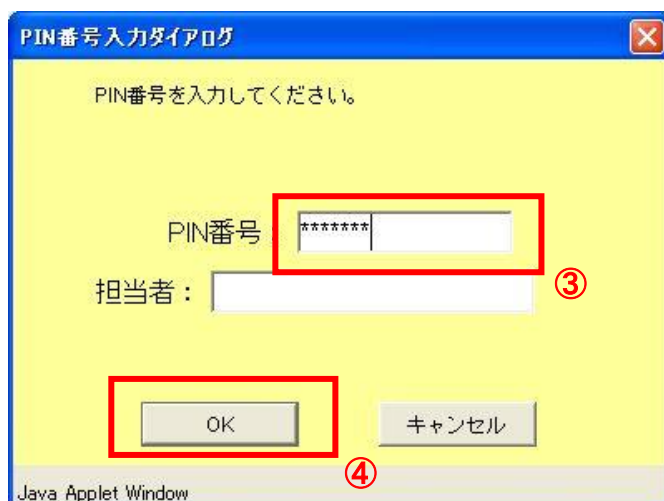 PIN番号入力ダイアログ
PIN番号を入力してください。
PIN番号： *******
③
担当者：
OK
キャンセル
④
Java Applet Window